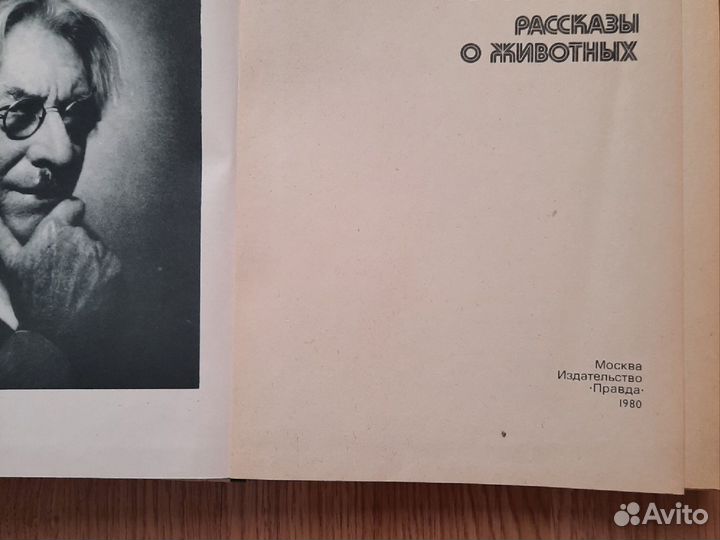 РАССКАЗЫ
О ЖИВОТНЫХ
Москва
Издательство
·Правда·
1980
Avito